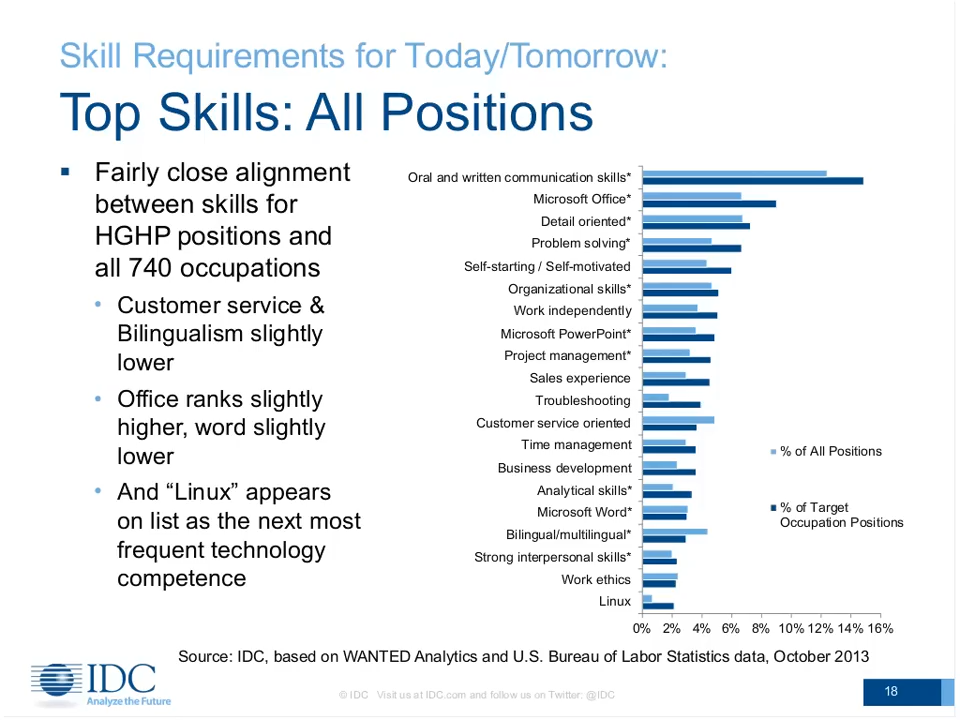 Skill Requirements for Today/Tomorrow:
Top Skills: All Positions
▪ Fairly close alignment
between skills for
HGHP positions and
all 740 occupations
• Customer service &
Bilingualism slightly
lower
• Office ranks slightly
higher, word slightly
lower
• And “Linux” appears
on list as the next most
frequent technology
competence
Oral and written communication skills*
Microsoft Office*
Detail oriented*
Problem solving*
Self-starting / Self-motivated
Organizational skills*
Work independently
Microsoft PowerPoint*
Project management*
Sales experience
Troubleshooting
Customer service oriented
Time management
Business development
Analytical skills*
Microsoft Word*
Bilingual/multilingual*
Strong interpersonal skills*
Work ethics
Linux
0% 2% 4% 6% 8% 10% 12% 14% 16%
% of All Positions
% of Target
Occupation Positions
Source: IDC, based on WANTED Analytics and U.S. Bureau of Labor Statistics data, October 2013
IDC
Analyze the Future
© IDC Visit us at IDC.com and follow us on Twitter: @IDC
18